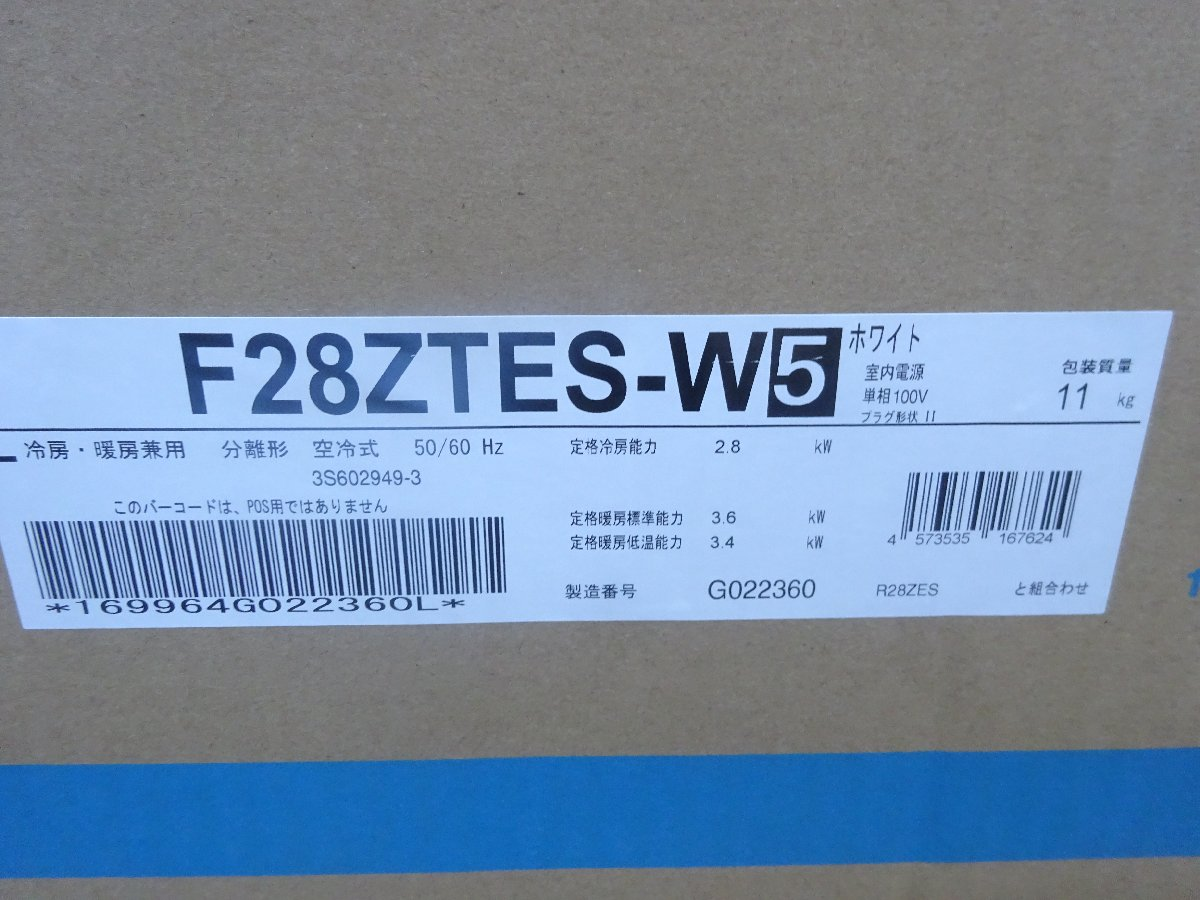 F28ZTES-W5 ホワイト
室内電源
単相100V
プラグ形状 II
包装質量
11 kg
冷房・暖房兼用 分離形 空冷式 50/60 Hz
3S602949-3
このバーコードは、POS用ではありません
*169964G022360L*
定格冷房能力 2.8 kW
定格暖房標準能力 3.6 kW
定格暖房低温能力 3.4 kW
製造番号 G022360
4 573535 167624
R28ZES と組合わせ